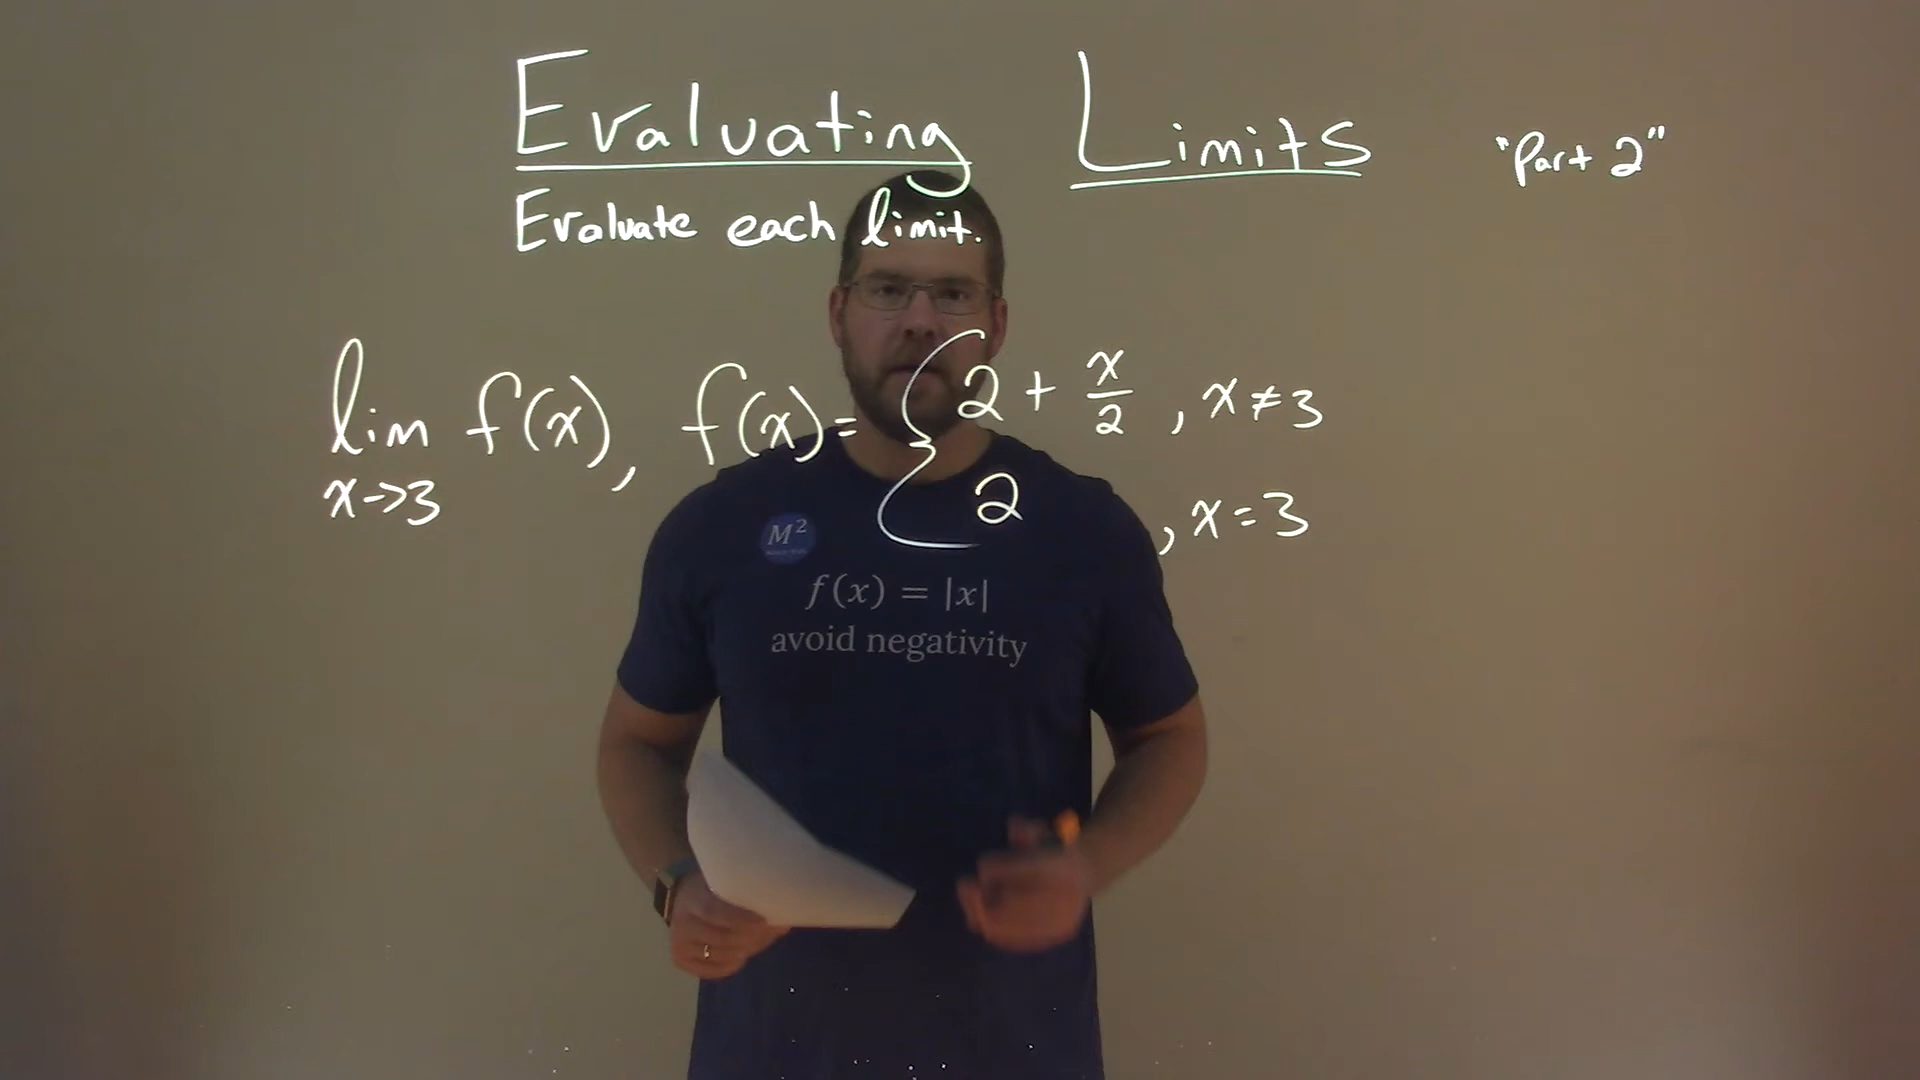 Evaluating Limits "Part 2"
Evaluate each limit.
lim f(x), f(x)= { 2 + x/2 , x≠3
x->3 2 , x=3
M²
f(x) = |x|
avoid negativity